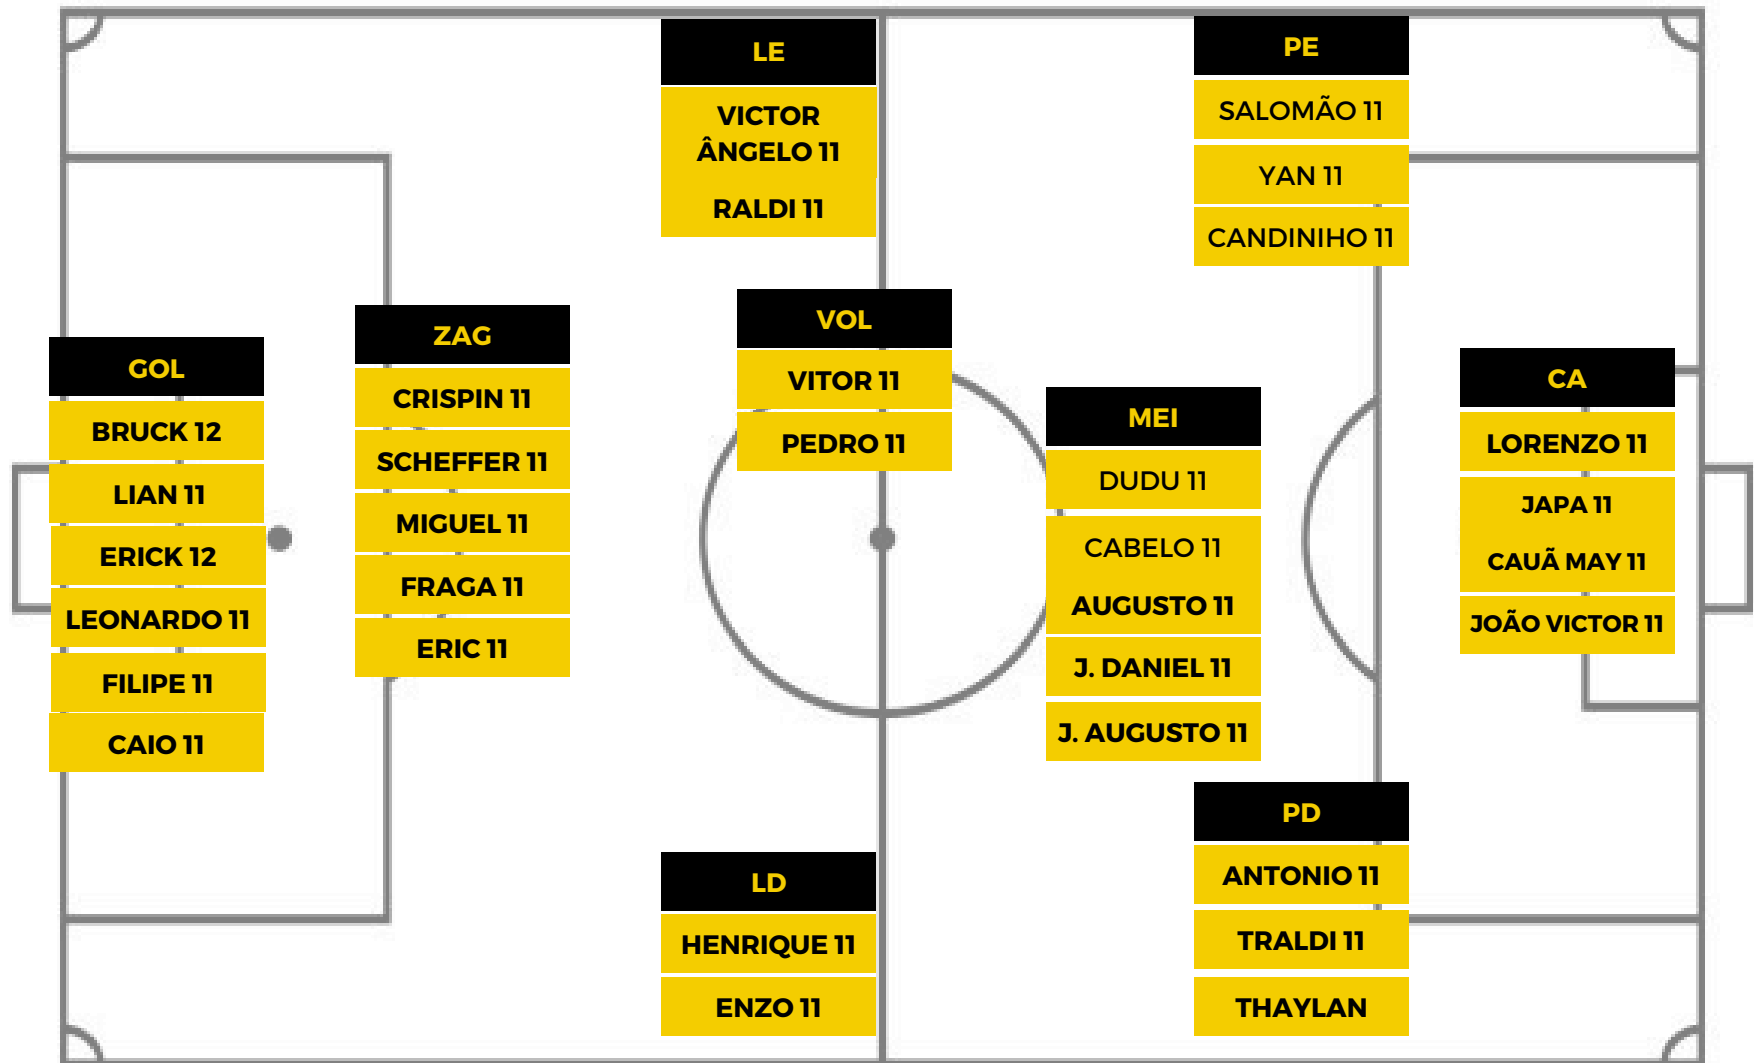 LE
VICTOR
ÂNGELO 11
RALDI 11
PE
SALOMÃO 11
YAN 11
CANDINIHO 11
GOL
BRUCK 12
LIAN 11
ERICK 12
LEONARDO 11
FILIPE 11
CAIO 11
ZAG
CRISPIN 11
SCHEFFER 11
MIGUEL 11
FRAGA 11
ERIC 11
VOL
VITOR 11
PEDRO 11
MEI
DUDU 11
CABELO 11
AUGUSTO 11
J. DANIEL 11
J. AUGUSTO 11
CA
LORENZO 11
JAPA 11
CAUÃ MAY 11
JOÃO VICTOR 11
LD
HENRIQUE 11
ENZO 11
PD
ANTONIO 11
TRALDI 11
THAYLAN